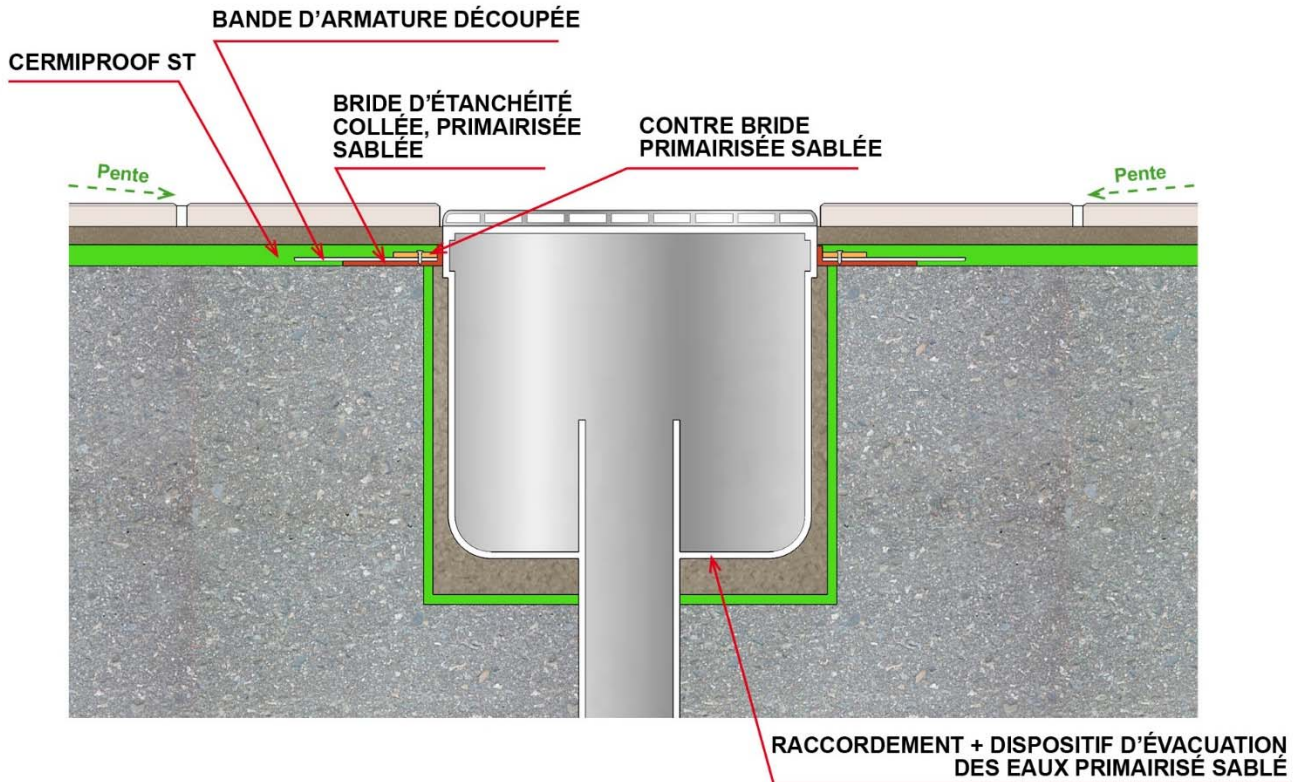 BANDE D'ARMATURE DÉCOUPÉE
CERMIPROOF ST
BRIDE D'ÉTANCHÉITÉ
COLLÉE, PRIMAIRISÉE
SABLÉE
CONTRE BRIDE
PRIMAIRISÉE SABLÉE
Pente
Pente
RACCORDEMENT + DISPOSITIF D'ÉVACUATION
DES EAUX PRIMAIRISÉ SABLÉ